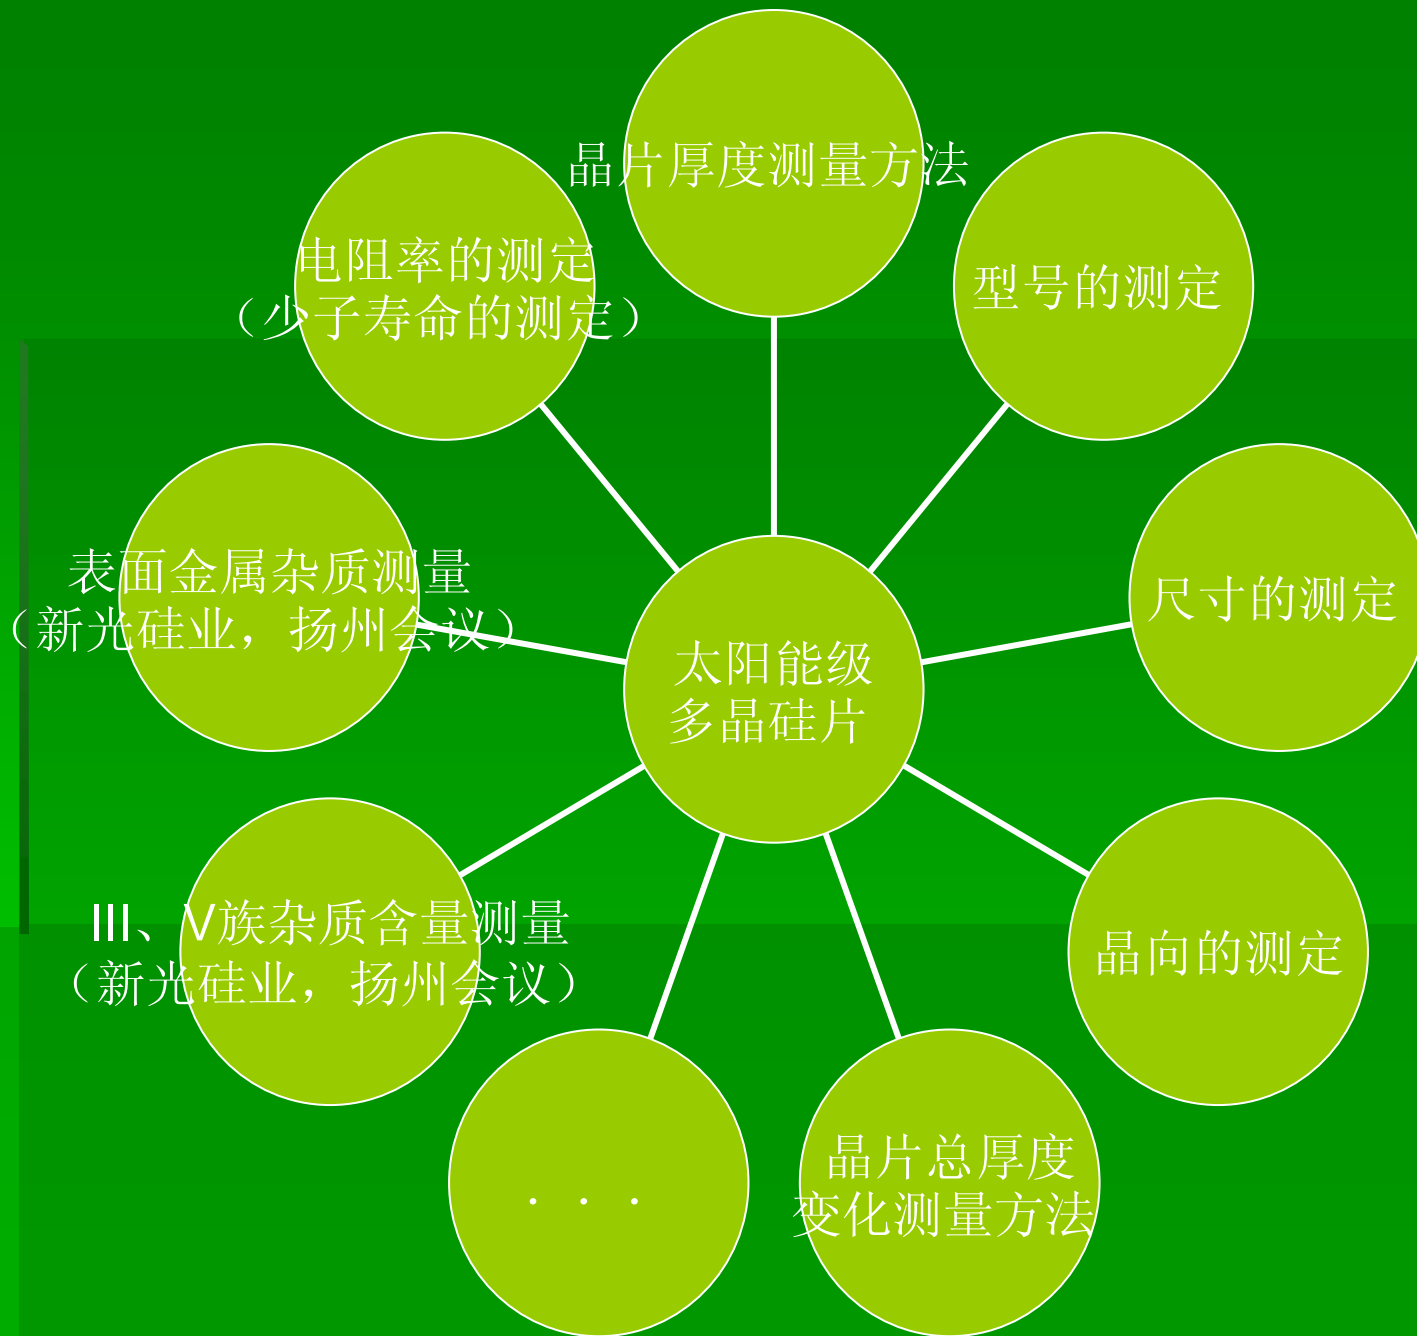 晶片厚度测量方法
型号的测定
尺寸的测定
晶向的测定
晶片总厚度
变化测量方法
. . .
III、V族杂质含量测量
（新光硅业，扬州会议）
表面金属杂质测量
（新光硅业，扬州会议）
电阻率的测定
（少子寿命的测定）
太阳能级
多晶硅片